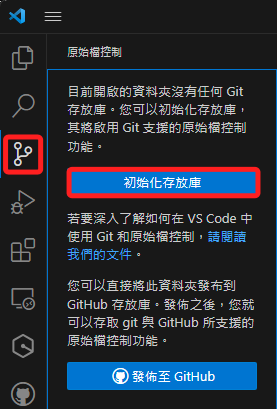 原始檔控制
目前開啟的資料夾沒有任何 Git
存放庫。您可以初始化存放庫，
其將啟用 Git 支援的原始檔控制
功能。
初始化存放庫
若要深入了解如何在 VS Code 中
使用 Git 和原始檔控制，請閱讀
我們的文件。
您可以直接將此資料夾發布到
GitHub 存放庫。發佈之後，您就
可以存取 git 與 GitHub 所支援的
原始檔控制功能。
發佈至 GitHub